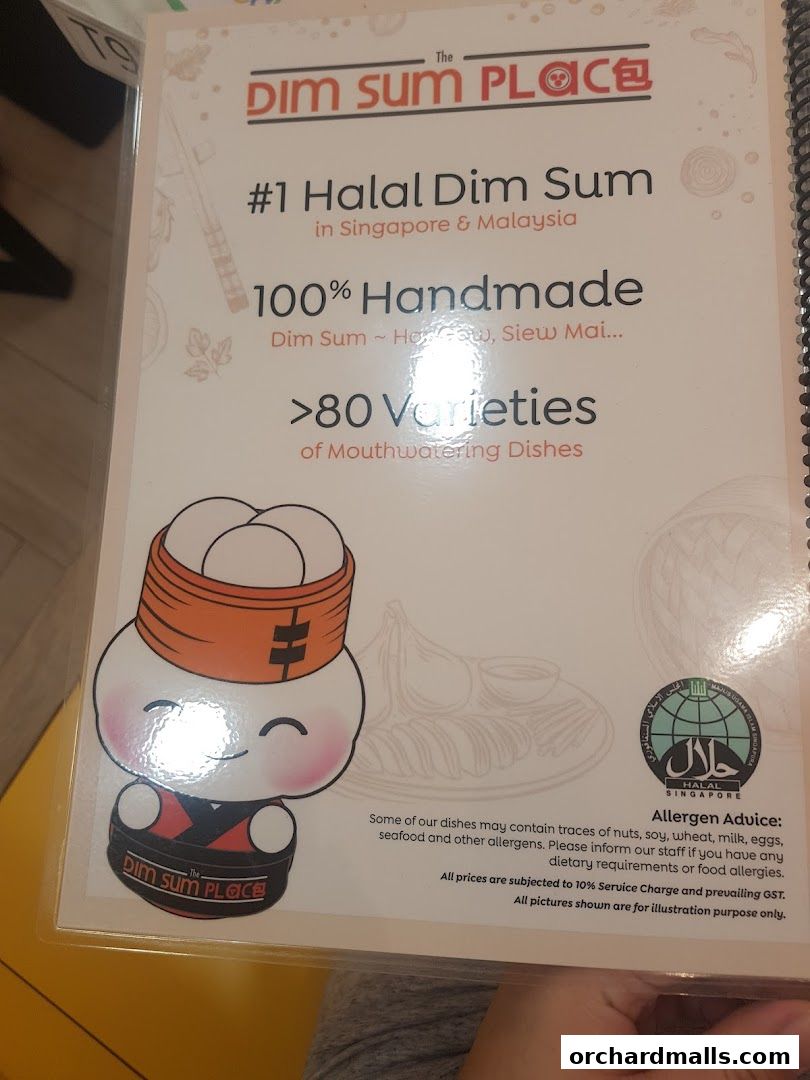 T9
The
DIM SUM PLaC包
#1 Halal Dim Sum
in Singapore & Malaysia
100% Handmade
Dim Sum ~ Siew Mai...
>80 Varieties
of Mouthwatering Dishes
حلال
HALAL
SINGAPORE
Allergen Advice:
Some of our dishes may contain traces of nuts, soy, wheat, milk, eggs,
seafood and other allergens. Please inform our staff if you have any
dietary requirements or food allergies.
All prices are subjected to 10% Service Charge and prevailing GST.
All pictures shown are for illustration purpose only.
The
DIM SUM PLaC包
orchardmalls.com